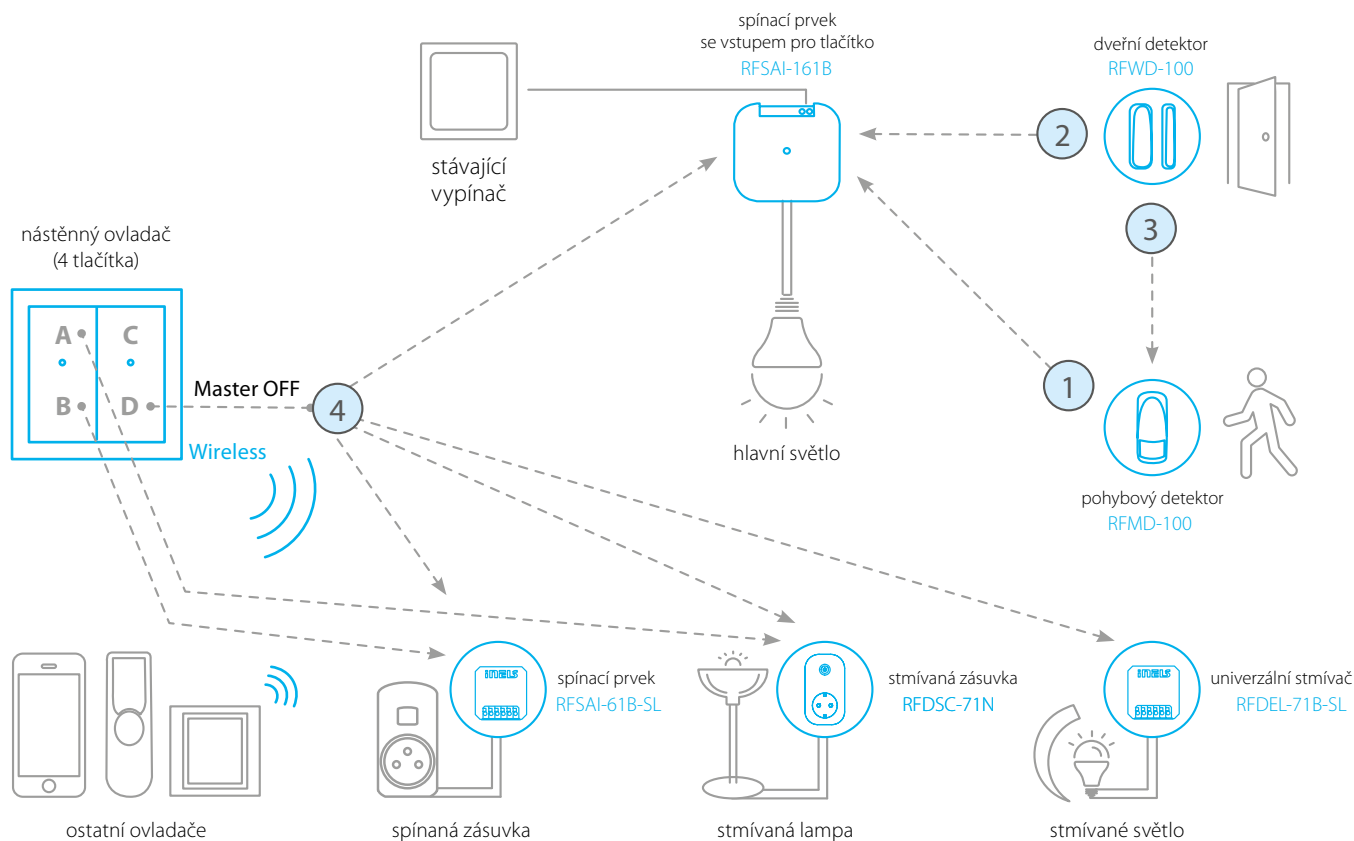 spínací prvek
se vstupem pro tlačítko
RFSAI-161B
dveřní detektor
RFWD-100
2
stávající
vypínač
3
nástěnný ovladač
(4 tlačítka)
A
C
B
D
Master OFF
4
Wireless
1
hlavní světlo
pohybový detektor
RFMD-100
inels
spínací prvek
RFSAI-61B-SL
stmívaná zásuvka
RFDSC-71N
inels
univerzální stmívač
RFDEL-71B-SL
ostatní ovladače
spínaná zásuvka
stmívaná lampa
stmívané světlo